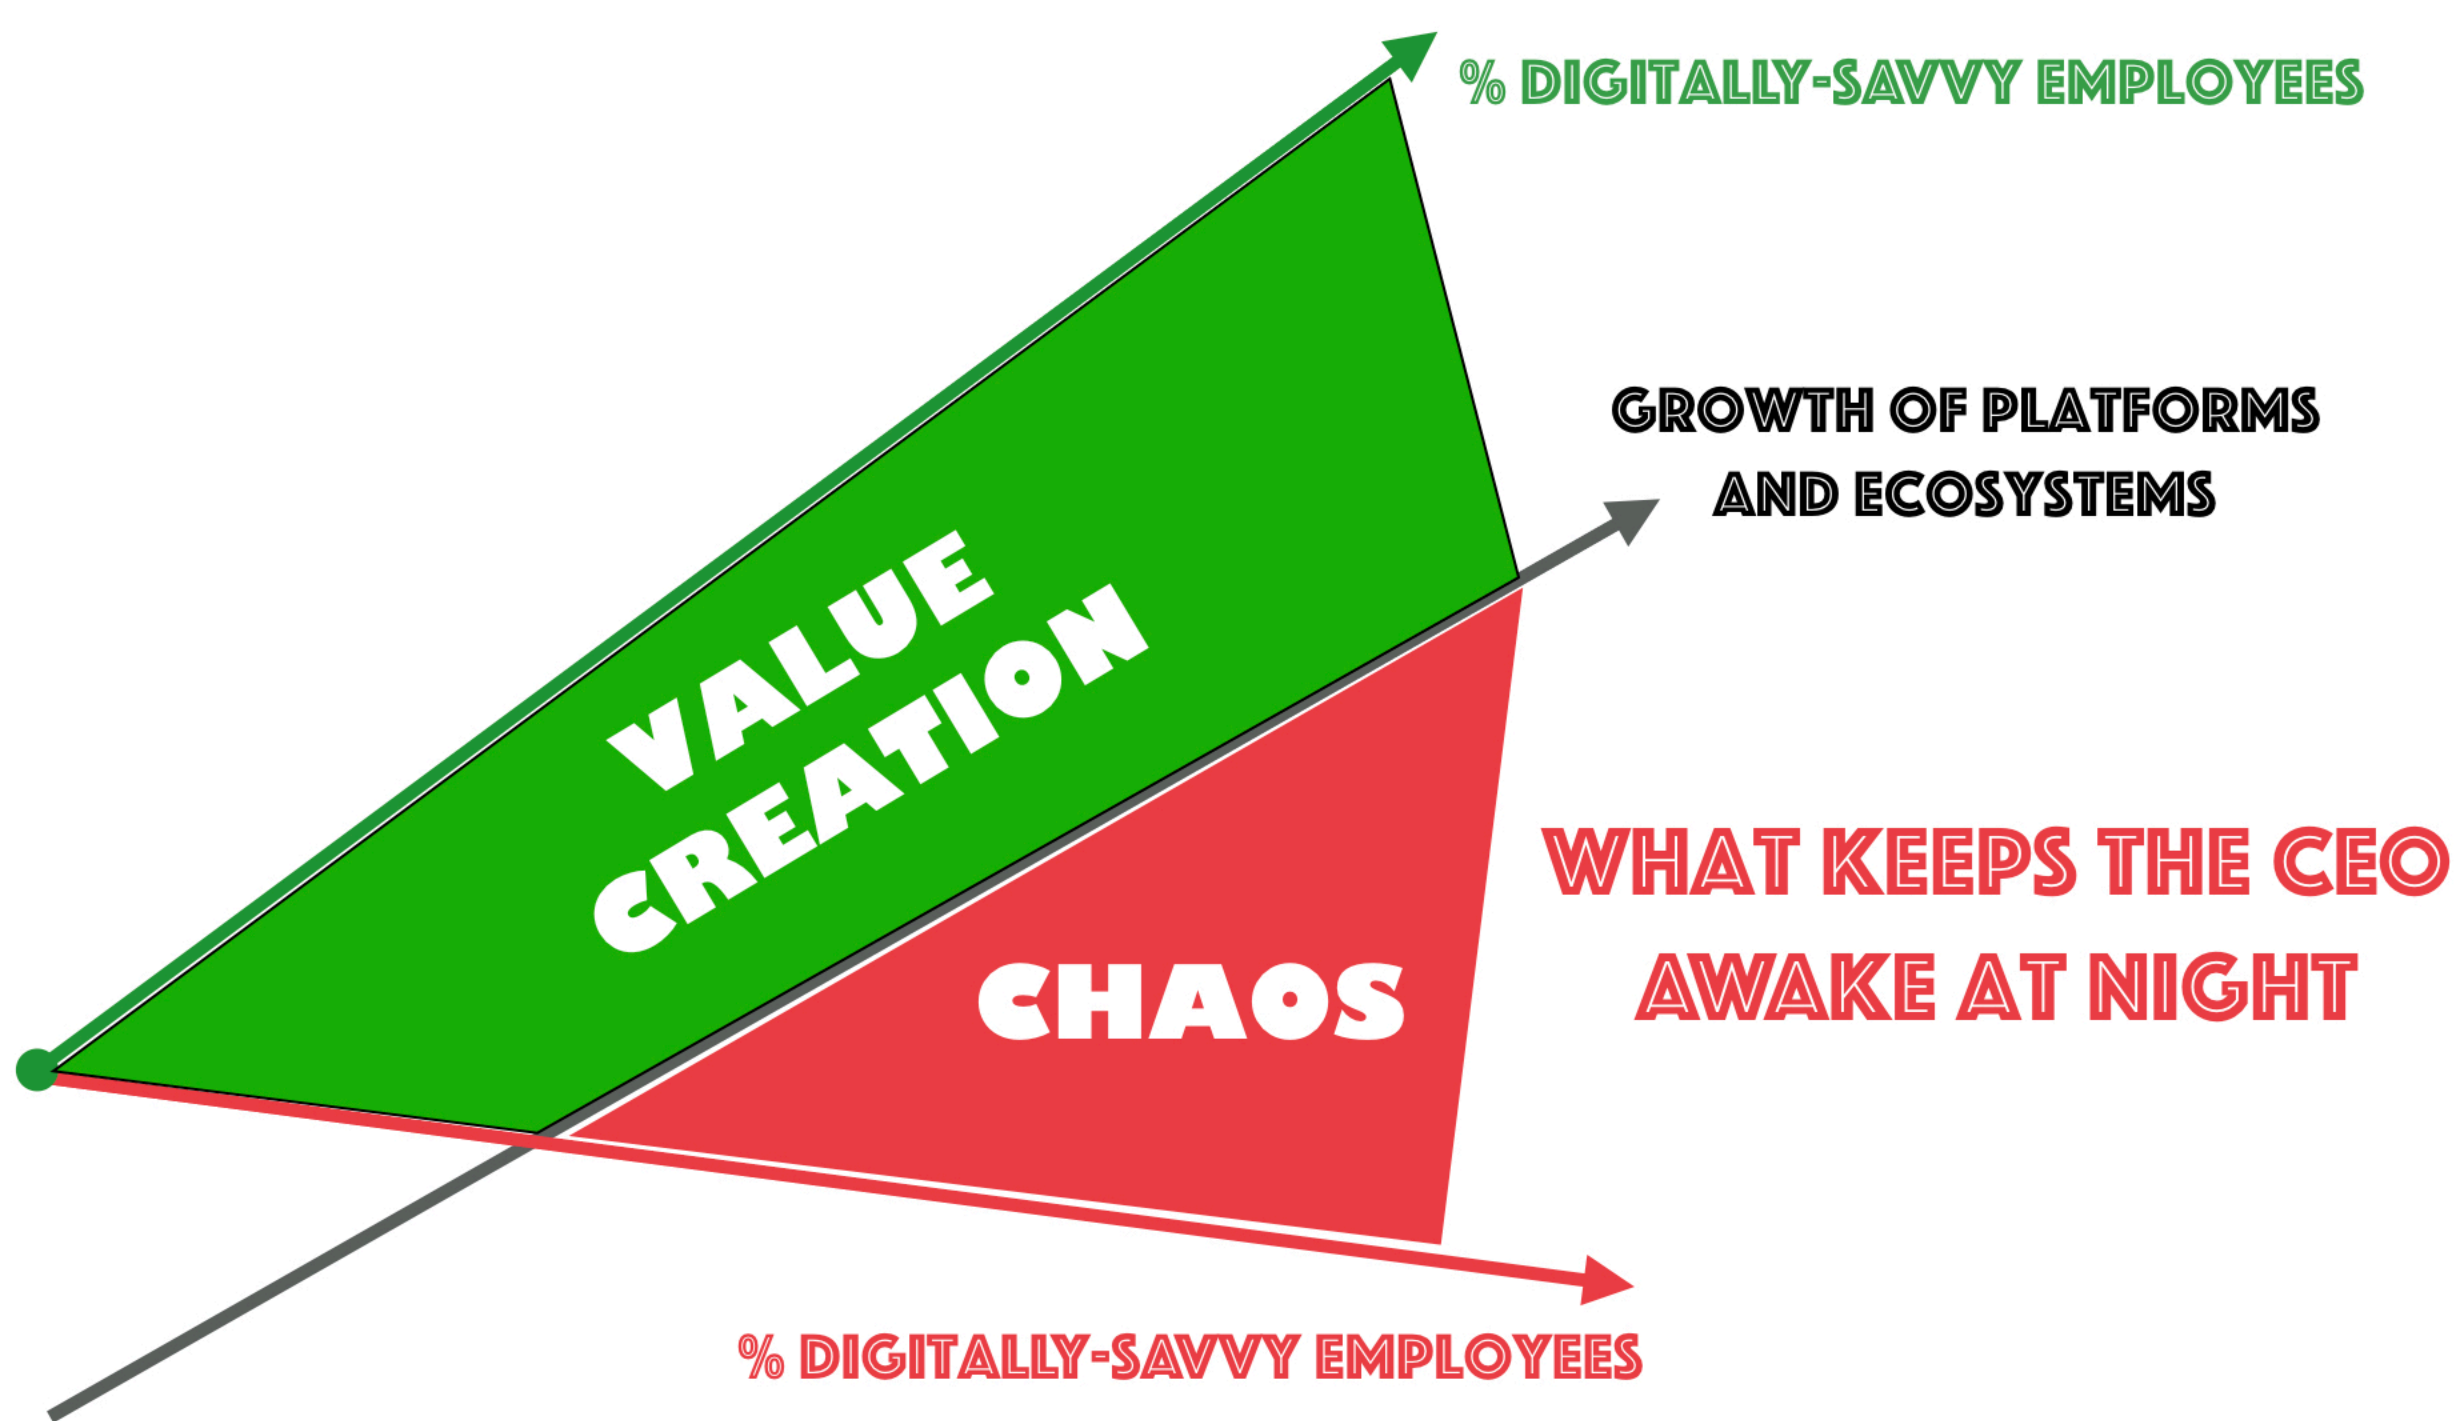 % DIGITALLY-SAVVY EMPLOYEES
GROWTH OF PLATFORMS
AND ECOSYSTEMS
VALUE
CREATION
WHAT KEEPS THE CEO
AWAKE AT NIGHT
CHAOS
% DIGITALLY-SAVVY EMPLOYEES